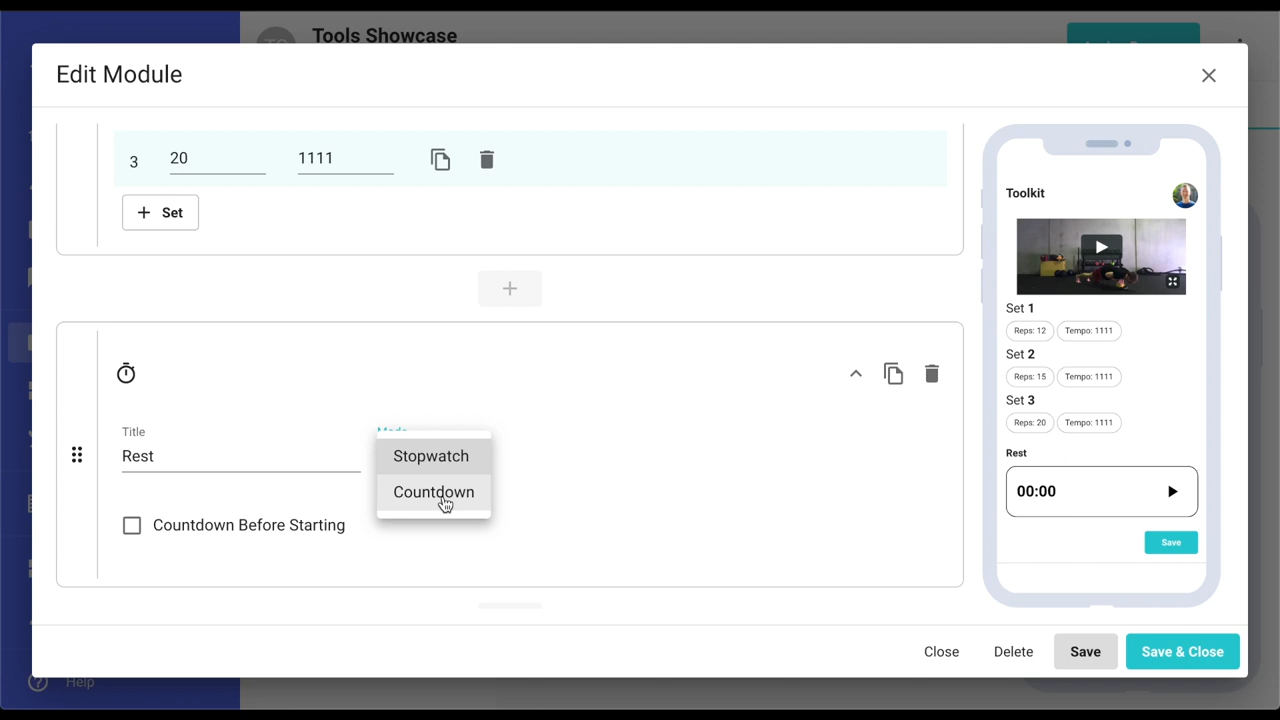 Tools Showcase
Edit Module
3 20 1111
+ Set
Title
Rest
Mode
Stopwatch
Countdown
Countdown Before Starting
Toolkit
Set 1
Reps: 12 Tempo: 1111
Set 2
Reps: 15 Tempo: 1111
Set 3
Reps: 20 Tempo: 1111
Rest
00:00
Save
Close Delete Save Save & Close
Help